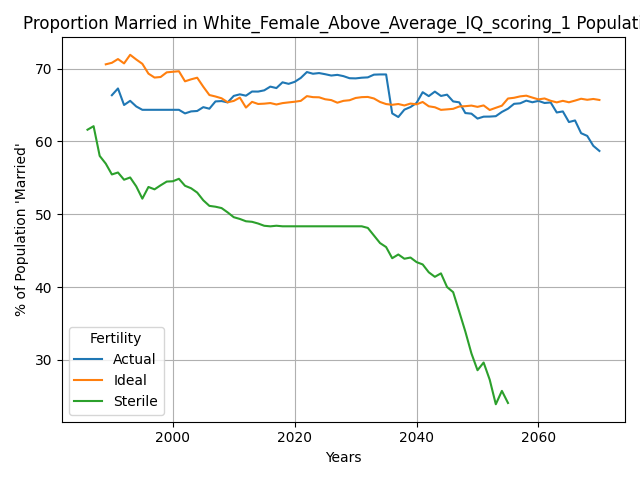 Proportion Married in White_Female_Above_Average_IQ_scoring_1 Populati
% of Population 'Married'
70
60
50
40
30
Fertility
Actual
Ideal
Sterile
2000 2020 2040 2060
Years